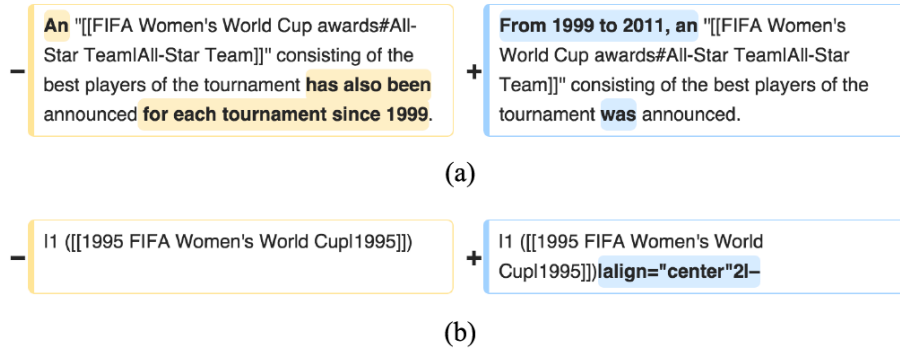 An "[[FIFA Women's World Cup awards#All-
Star Team|All-Star Team]]" consisting of the
best players of the tournament has also been
announced for each tournament since 1999.
From 1999 to 2011, an "[[FIFA Women's
World Cup awards#All-Star Team|All-Star
Team]]" consisting of the best players of the
tournament was announced.
(a)
|1 ([[1995 FIFA Women's World Cup|1995]])
|1 ([[1995 FIFA Women's World
Cup|1995]])|align="center"2|–
(b)